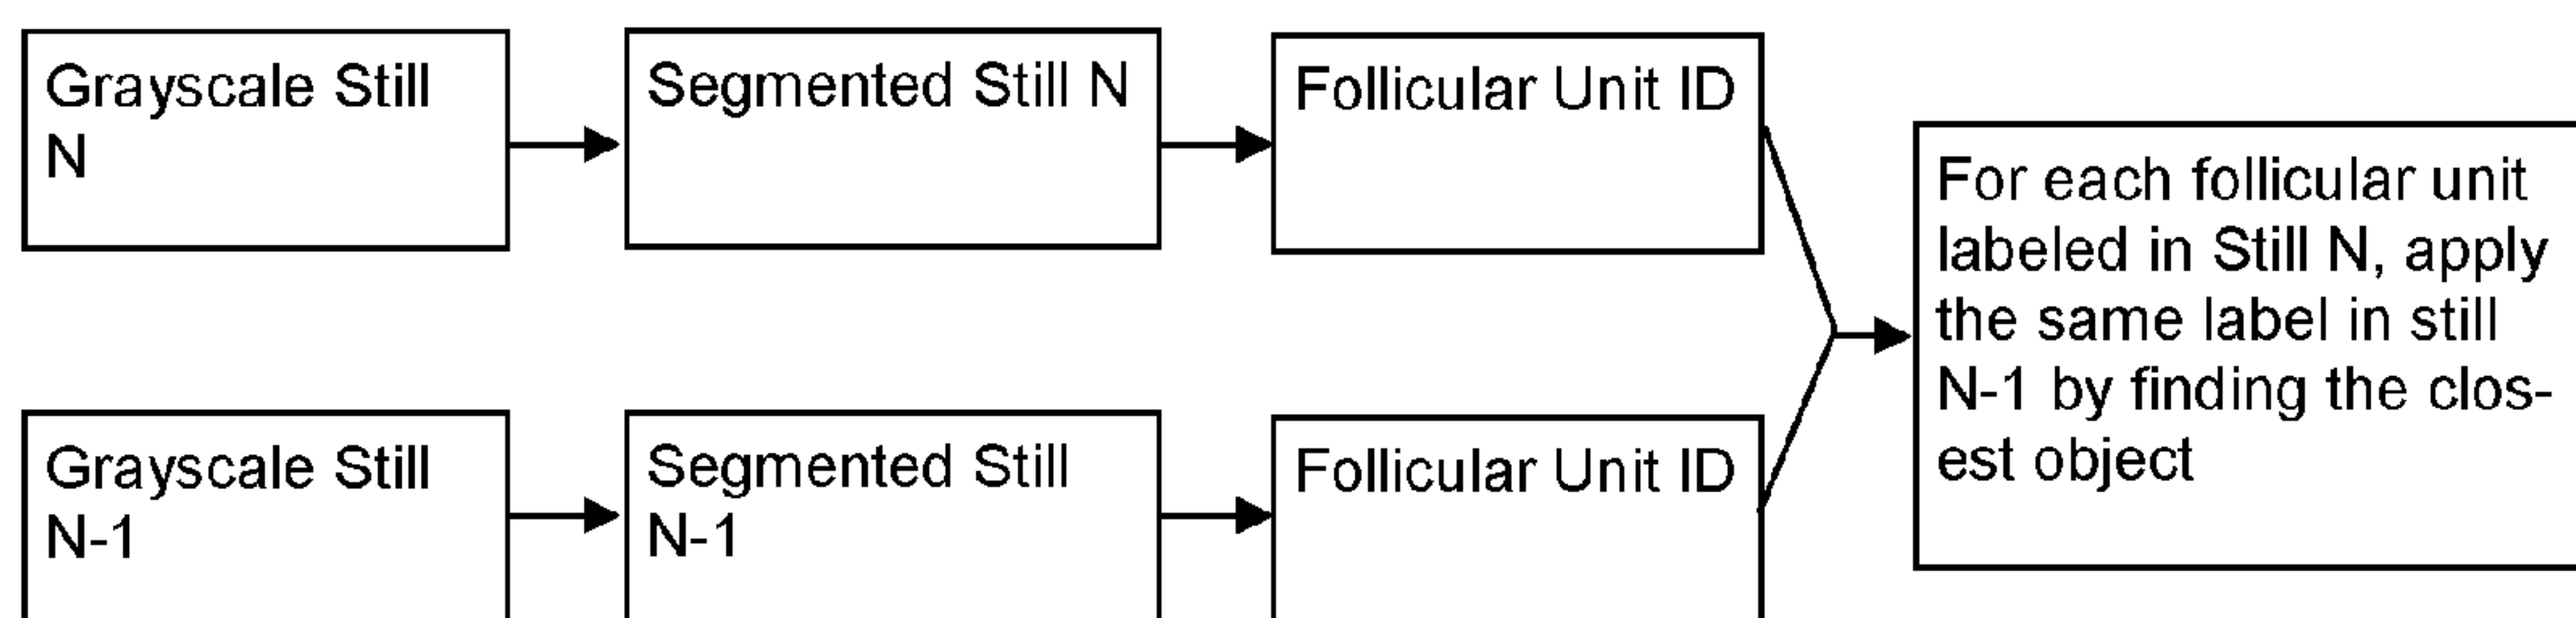 Grayscale Still
N
Segmented Still N
Follicular Unit ID
For each follicular unit
labeled in Still N, apply
the same label in still
N-1 by finding the clos-
est object
Grayscale Still
N-1
Segmented Still
N-1
Follicular Unit ID